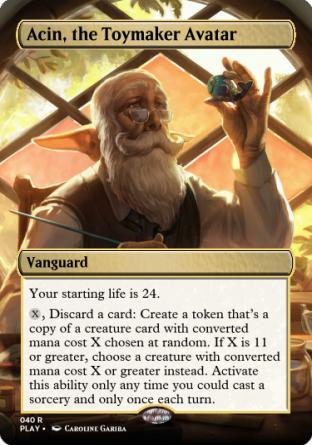 Acin, the Toymaker Avatar
Vanguard
Your starting life is 24.
X, Discard a card: Create a token that's a
copy of a creature card with converted
mana cost X chosen at random. If X is 11
or greater, choose a creature with converted
mana cost X or greater instead. Activate
this ability only any time you could cast a
sorcery and only once each turn.
040 R
PLAY • CAROLINE GARIBA